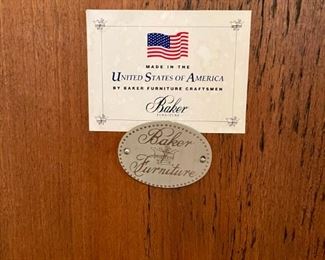 MADE IN THE
UNITED STATES OF AMERICA
BY BAKER FURNITURE CRAFTSMEN
Baker
FURNITURE
Baker
Furniture